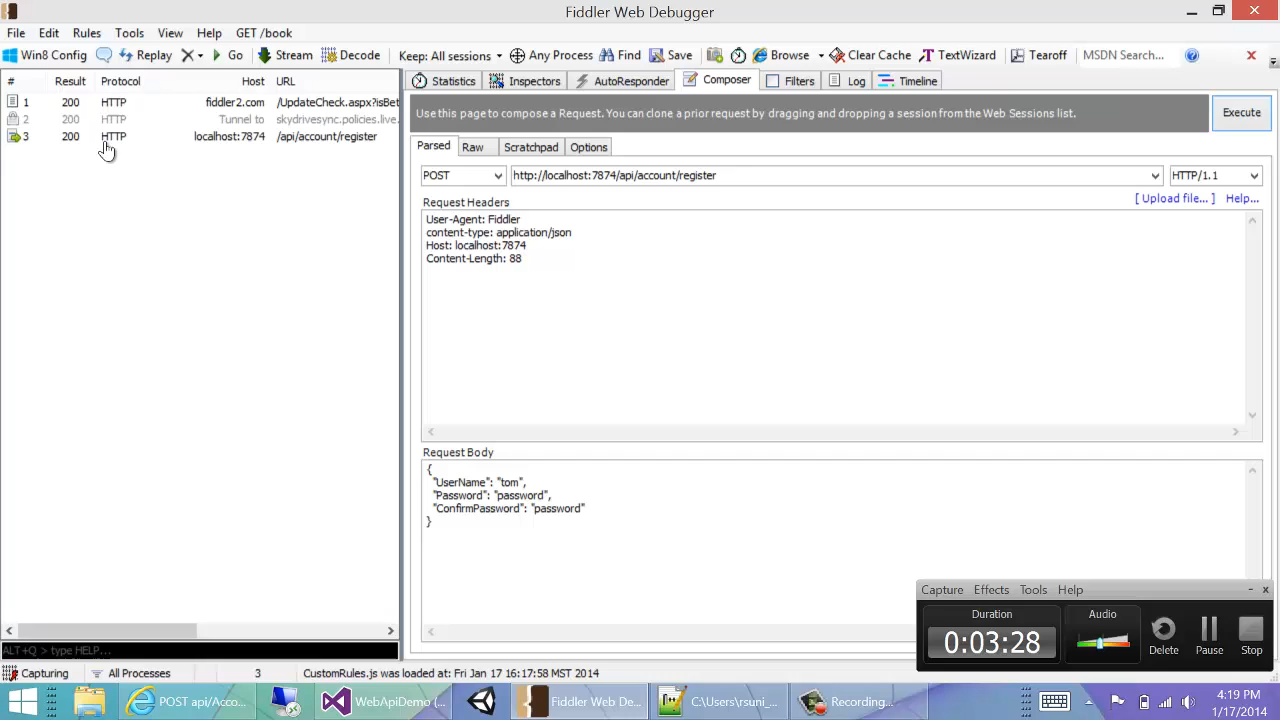 Fiddler Web Debugger
File Edit Rules Tools View Help GET /book
Win8 Config Replay Go Stream Decode Keep: All sessions Any Process Find Save Browse Clear Cache TextWizard Tearoff MSDN Search...
# Result Protocol Host URL
1 200 HTTP fiddler2.com /UpdateCheck.aspx?isBet
2 200 HTTP Tunnel to skydrivesync.policies.live.
3 200 HTTP localhost:7874 /api/account/register
Statistics Inspectors AutoResponder Composer Filters Log Timeline
Use this page to compose a Request. You can clone a prior request by dragging and dropping a session from the Web Sessions list.
Execute
Parsed Raw Scratchpad Options
POST http://localhost:7874/api/account/register HTTP/1.1
Request Headers [ Upload file... ] Help...
User-Agent: Fiddler
content-type: application/json
Host: localhost:7874
Content-Length: 88
Request Body
{
"UserName": "tom",
"Password": "password",
"ConfirmPassword": "password"
}
Capture Effects Tools Help
Duration Audio
0:03:28
Delete Pause Stop
ALT+Q > type HELP...
Capturing All Processes 3 CustomRules.js was loaded at: Fri Jan 17 16:17:58 MST 2014
POST api/Acco... WebApiDemo (... Fiddler Web De... C:\Users\rsuni_... Recording...
4:19 PM
1/17/2014